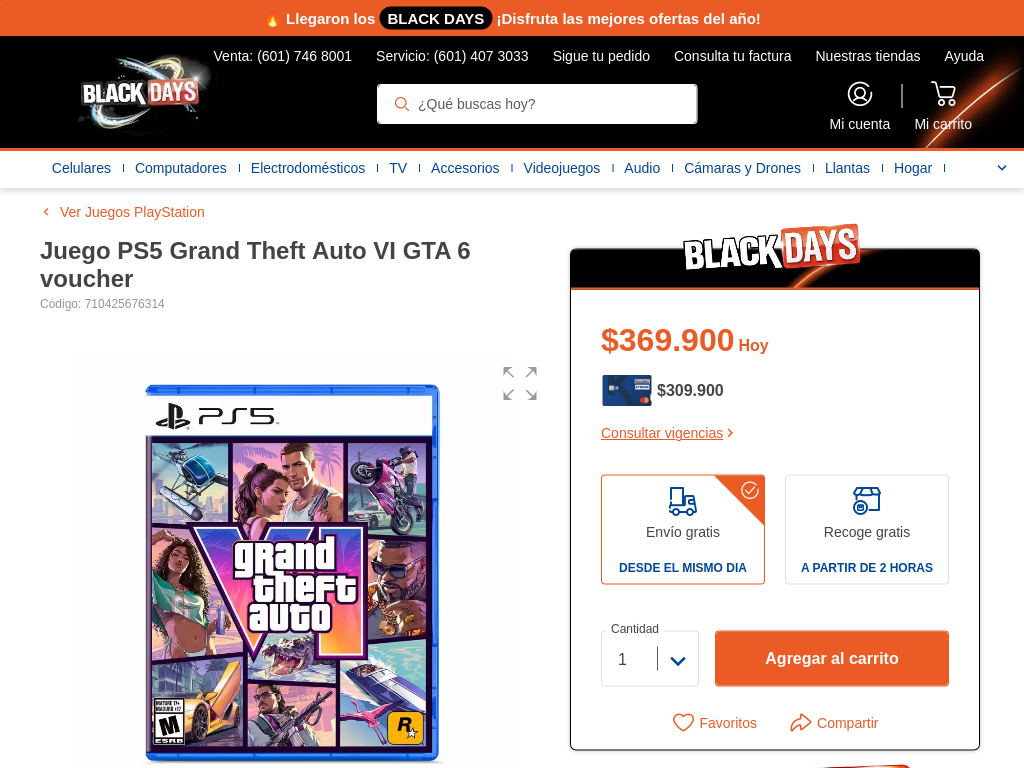 🔥 Llegaron los BLACK DAYS ¡Disfruta las mejores ofertas del año!
Venta: (601) 746 8001
Servicio: (601) 407 3033
Sigue tu pedido
Consulta tu factura
Nuestras tiendas
Ayuda
BLACK DAYS
¿Qué buscas hoy?
Mi cuenta
Mi carrito
Celulares
Computadores
Electrodomésticos
TV
Accesorios
Videojuegos
Audio
Cámaras y Drones
Llantas
Hogar
Ver Juegos PlayStation
Juego PS5 Grand Theft Auto VI GTA 6
voucher
Código: 710425676314
PS5
grand
theft
auto
MATURE 17+
M
ESRB
R
BLACK DAYS
$369.900 Hoy
$309.900
Consultar vigencias
Envío gratis
DESDE EL MISMO DIA
Recoge gratis
A PARTIR DE 2 HORAS
Cantidad
1
Agregar al carrito
Favoritos
Compartir